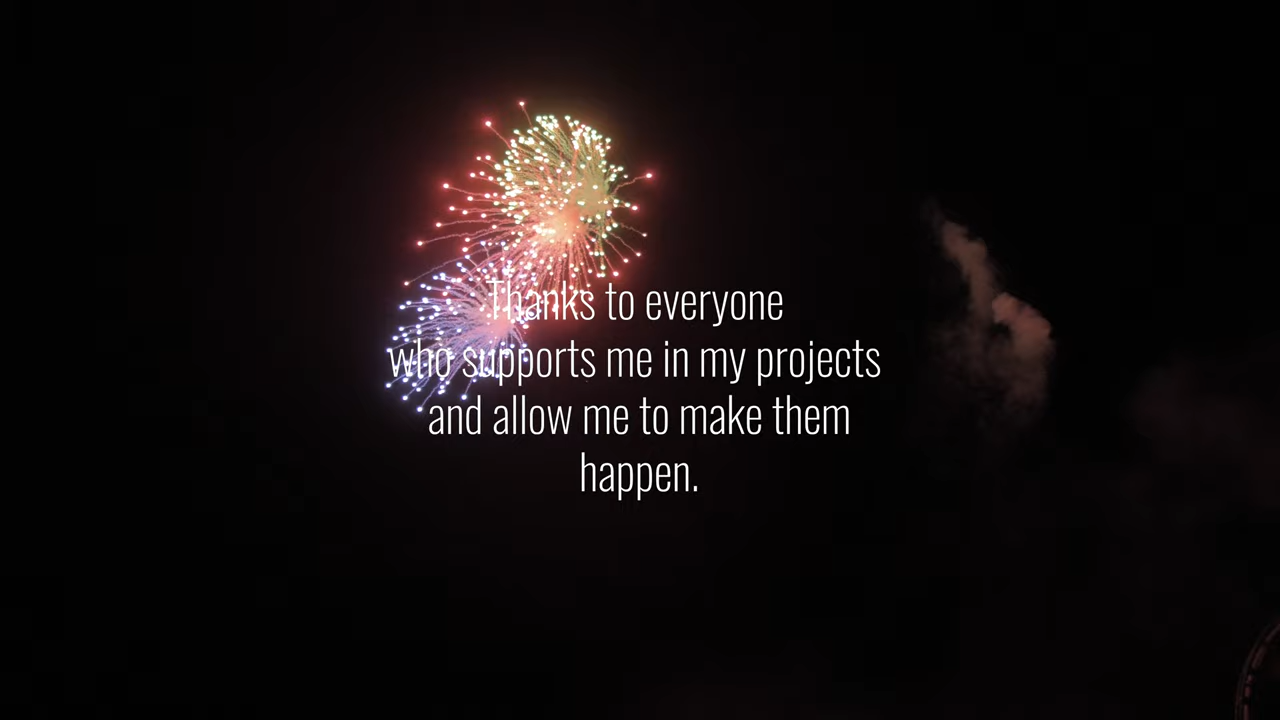 Thanks to everyone
who supports me in my projects
and allow me to make them
happen.